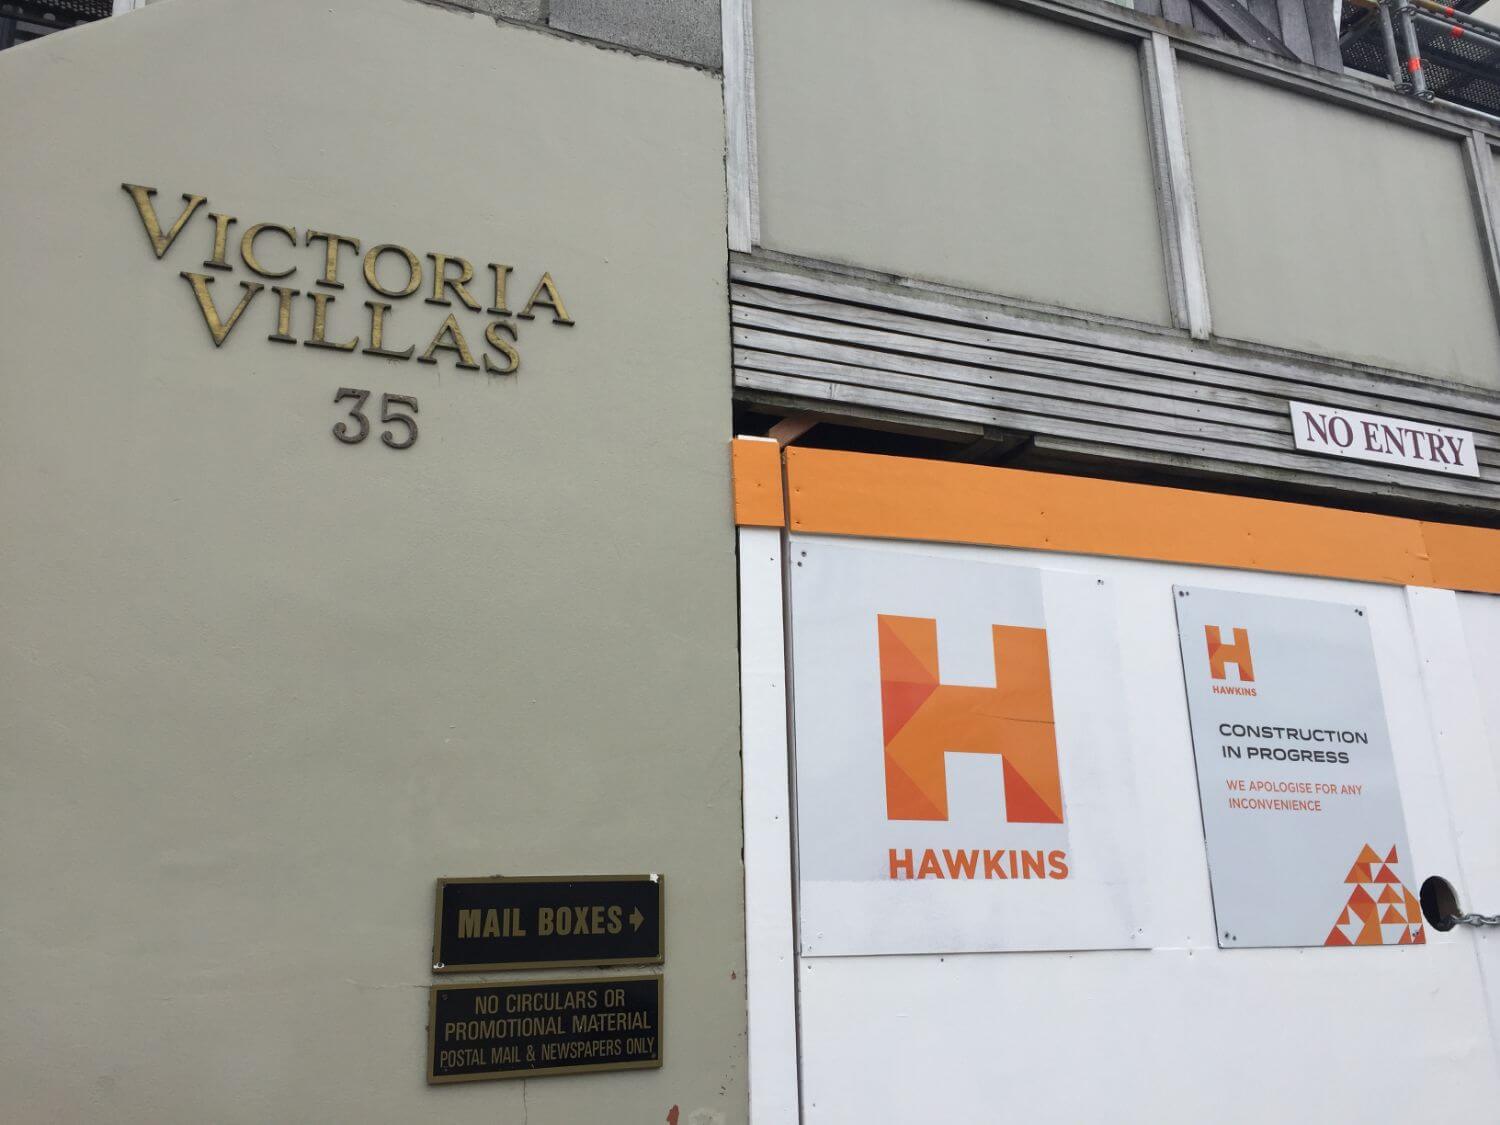 VICTORIA
VILLAS
35
NO ENTRY
H
HAWKINS
H
HAWKINS
CONSTRUCTION
IN PROGRESS
WE APOLOGISE FOR ANY
INCONVENIENCE
MAIL BOXES →
NO CIRCULARS OR
PROMOTIONAL MATERIAL
POSTAL MAIL & NEWSPAPERS ONLY